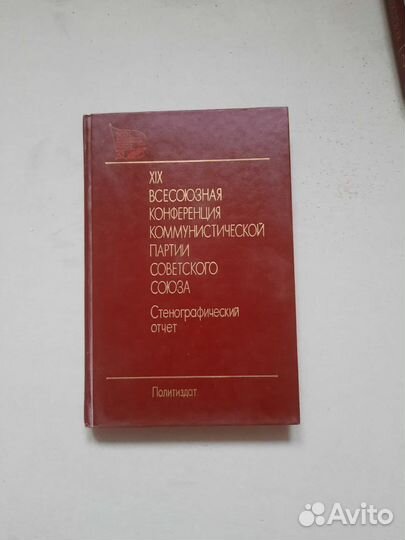 XIX
ВСЕСОЮЗНАЯ
КОНФЕРЕНЦИЯ
КОММУНИСТИЧЕСКОЙ
ПАРТИИ
СОВЕТСКОГО
СОЮЗА
Стенографический
отчет
Политиздат
Avito